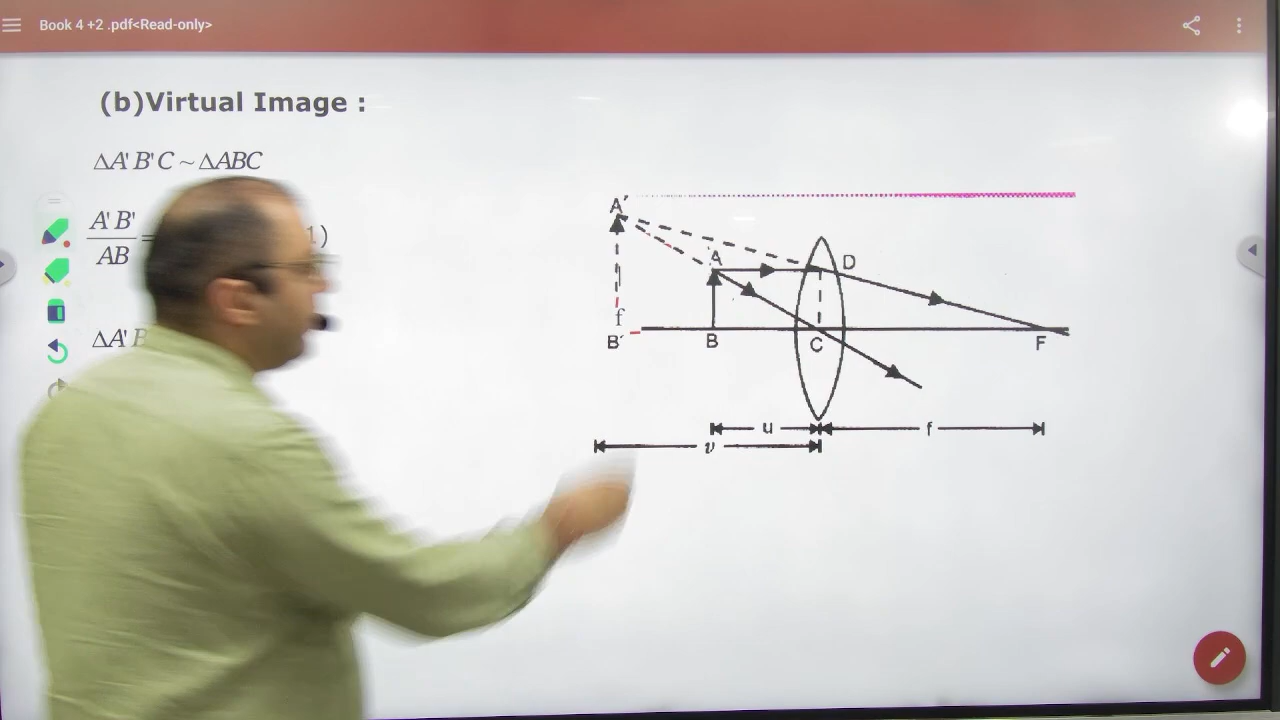 Book 4 +2 .pdf<Read-only>
(b)Virtual Image :
ΔA'B'C ~ ΔABC
A'B'
AB
=
1)
ΔA'B
A'
A
D
f
B'
B
C
F
u
f
υ